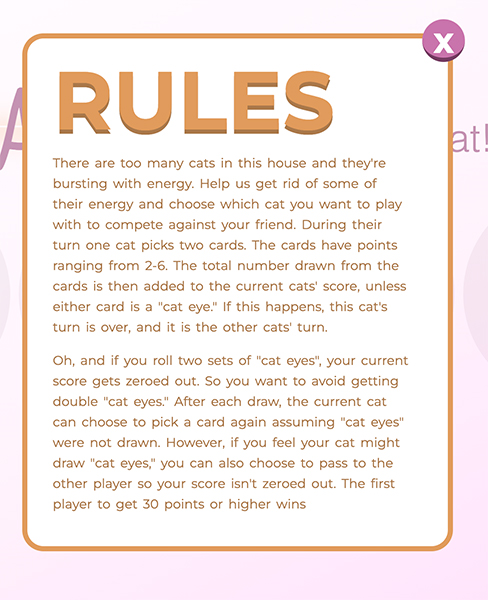 x
RULES
at!
There are too many cats in this house and they're
bursting with energy. Help us get rid of some of
their energy and choose which cat you want to play
with to compete against your friend. During their
turn one cat picks two cards. The cards have points
ranging from 2-6. The total number drawn from the
cards is then added to the current cats' score, unless
either card is a "cat eye." If this happens, this cat's
turn is over, and it is the other cats' turn.
Oh, and if you roll two sets of "cat eyes", your current
score gets zeroed out. So you want to avoid getting
double "cat eyes." After each draw, the current cat
can choose to pick a card again assuming "cat eyes"
were not drawn. However, if you feel your cat might
draw "cat eyes," you can also choose to pass to the
other player so your score isn't zeroed out. The first
player to get 30 points or higher wins